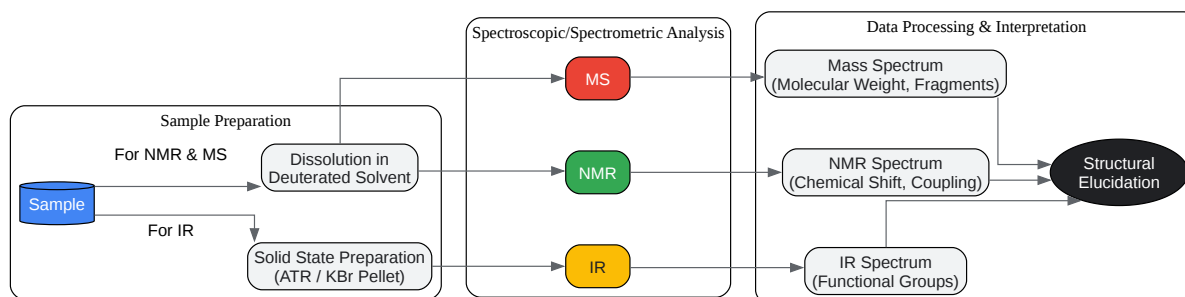 Spectroscopic/Spectrometric Analysis
Data Processing & Interpretation
MS
Mass Spectrum
(Molecular Weight, Fragments)
Sample Preparation
For NMR & MS
Dissolution in
Deuterated Solvent
NMR
NMR Spectrum
(Chemical Shift, Coupling)
Structural
Elucidation
Sample
For IR
Solid State Preparation
(ATR / KBr Pellet)
IR
IR Spectrum
(Functional Groups)